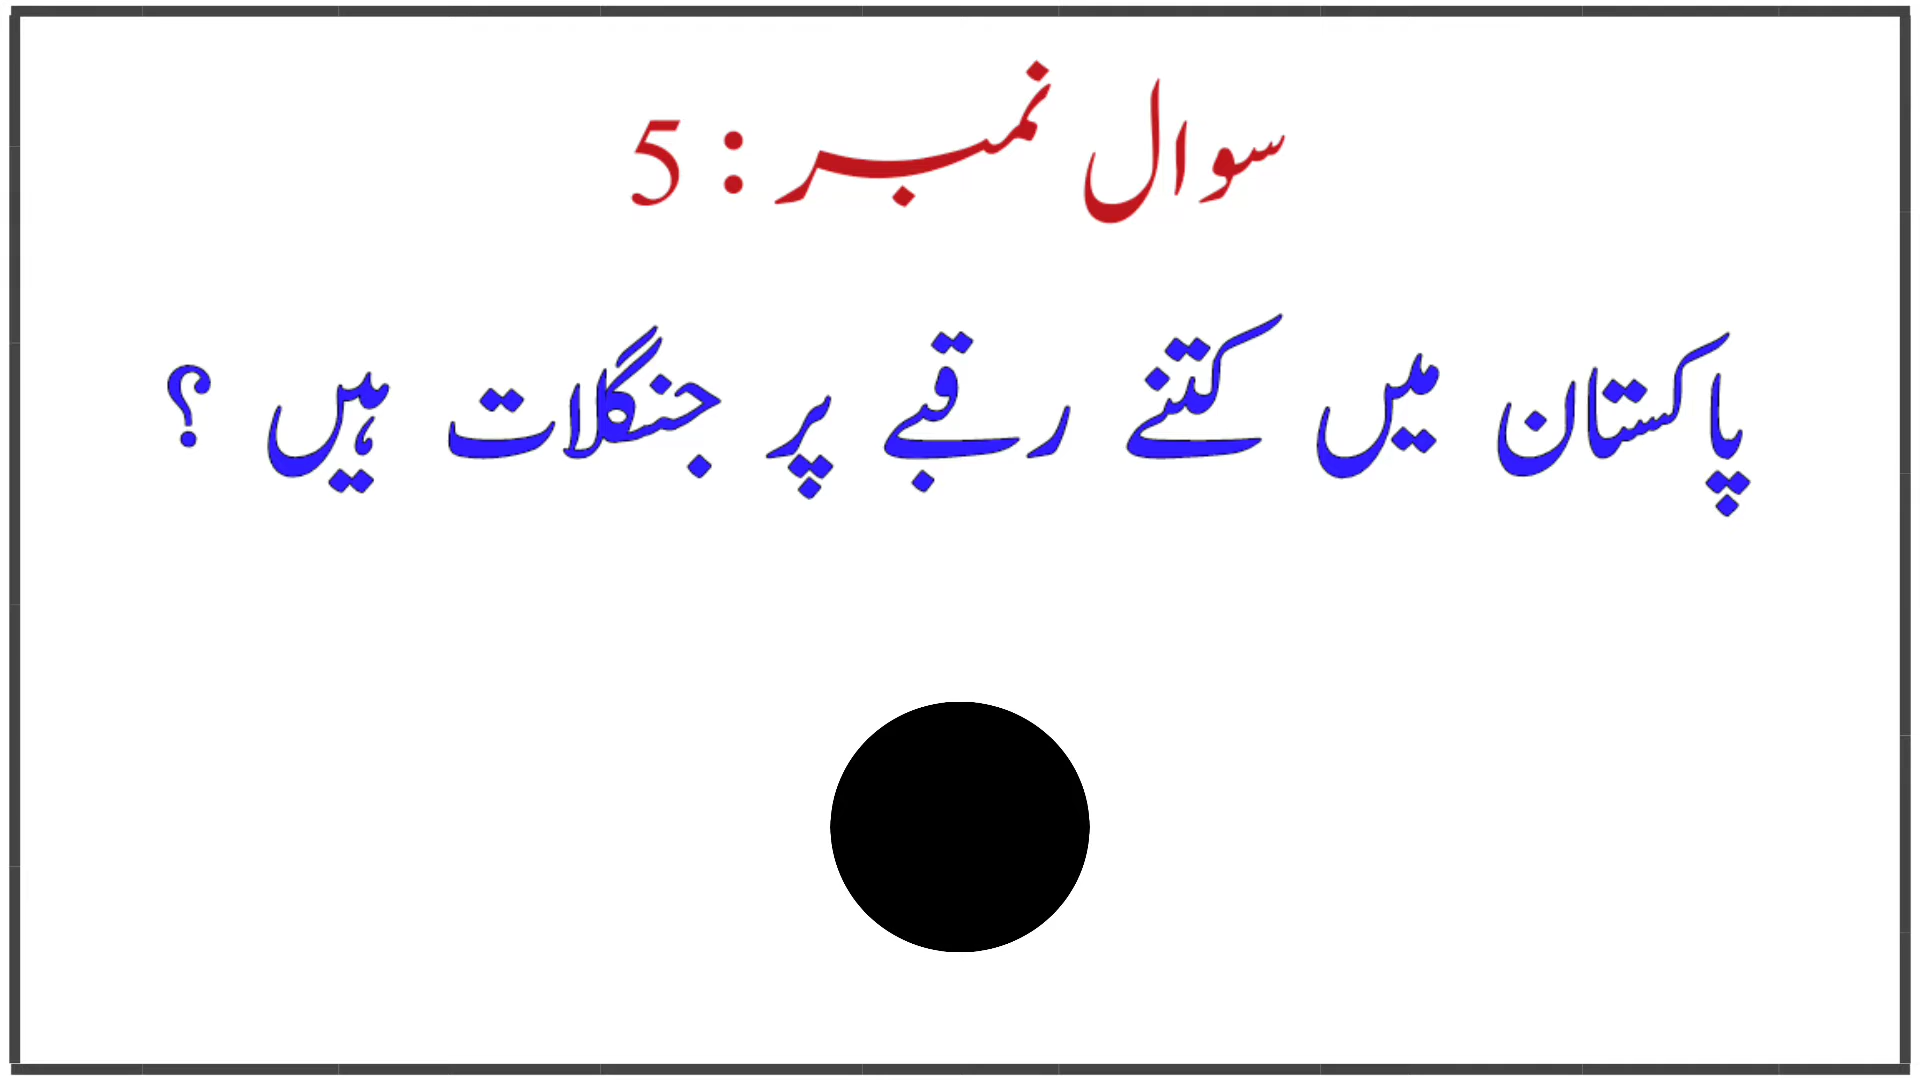 سوال نمبر : 5
پاکستان میں کتنے رقبے پر جنگلات ہیں ؟